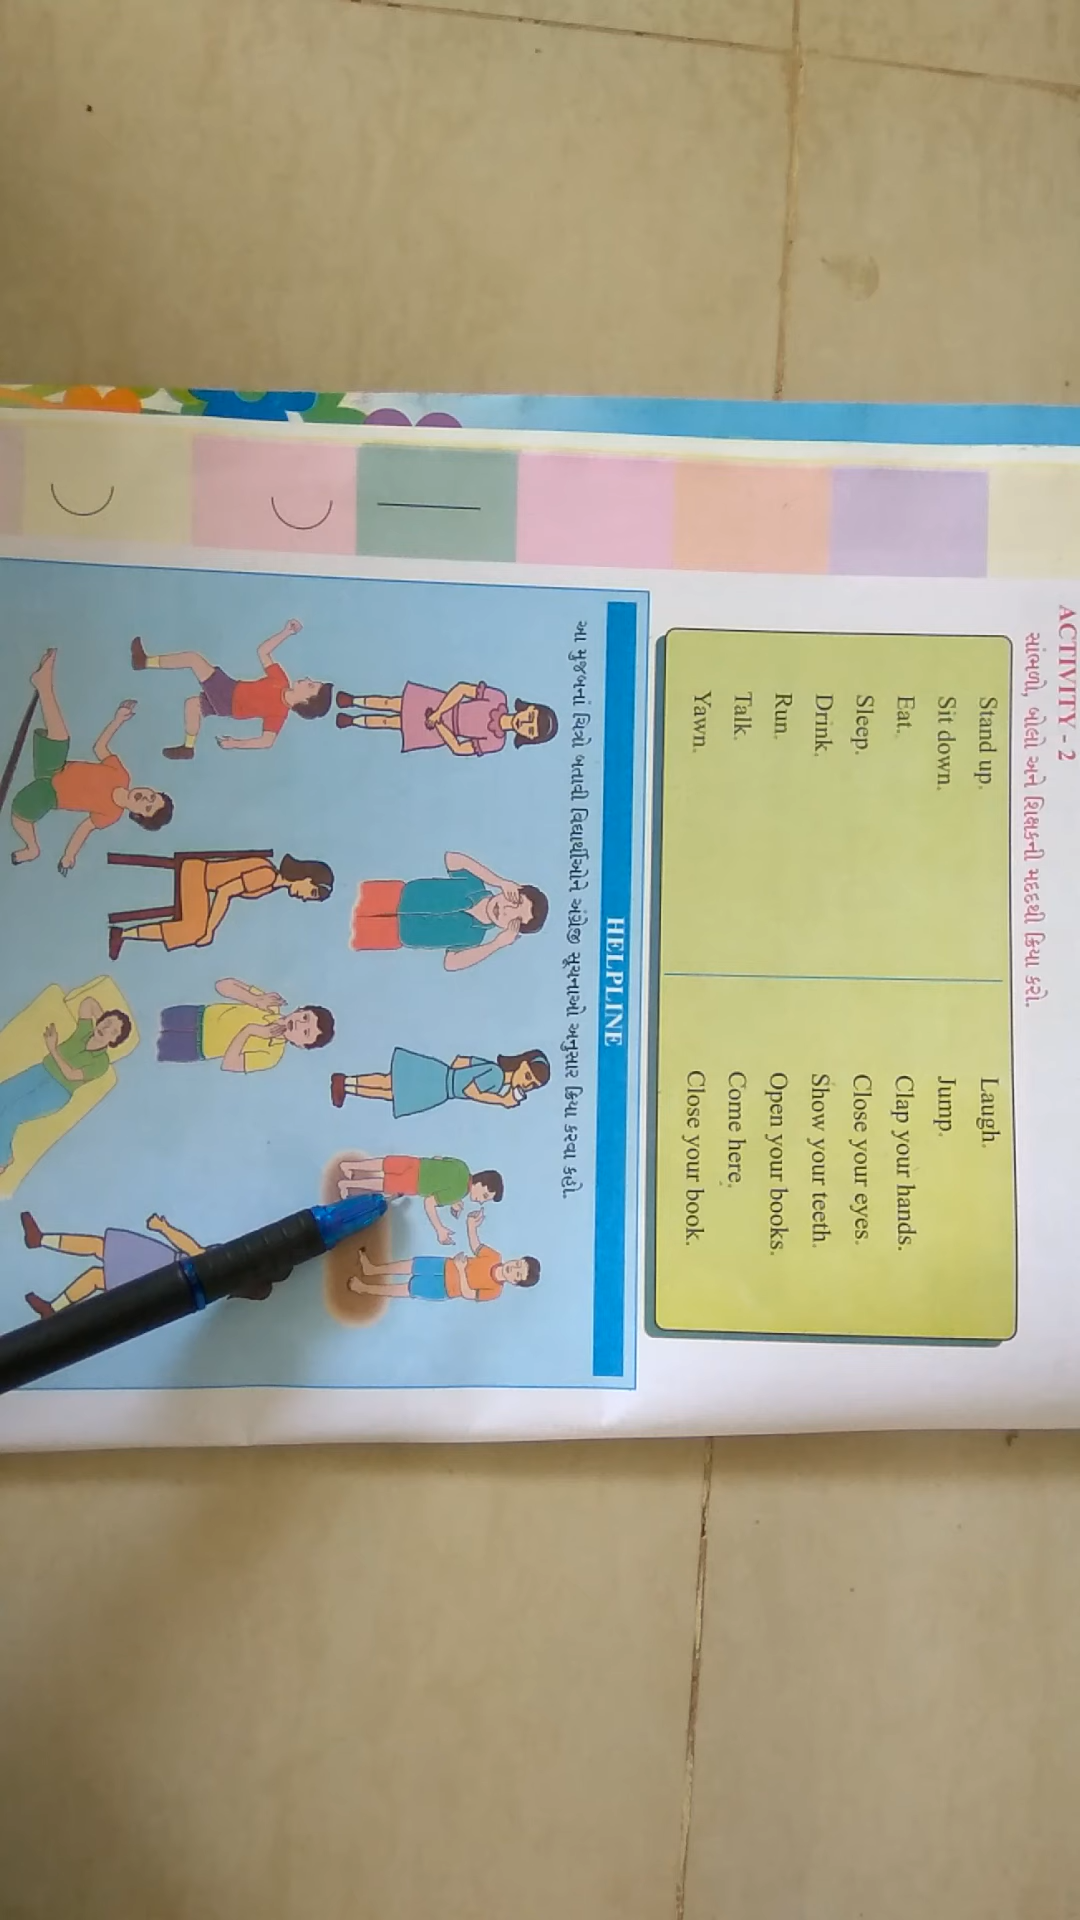 ACTIVITY - 2
સાંભળો, બોલો અને શિક્ષકની મદદથી ક્રિયા કરો.
Stand up.
Sit down.
Eat.
Sleep.
Drink.
Run.
Talk.
Yawn.
Laugh.
Jump.
Clap your hands.
Close your eyes.
Show your teeth.
Open your books.
Come here.
Close your book.
HELPLINE
આ મુજબનાં ચિત્રો બતાવી વિદ્યાર્થીઓને અંગ્રેજી સૂચનાઓ અનુસાર ક્રિયા કરવા કહો.